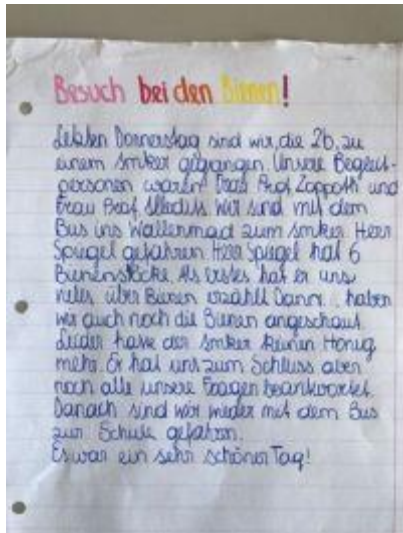 Besuch bei den Bienen!
Letzten Donnerstag sind wir, die 2b, zu
einem Imker gegangen. Unsere Begleit-
personen waren Frau Prof. Zoppoth und
Frau Prof. Wir sind mit dem
Bus ins Wallenmad zum Imker Herr
Spiegel gefahren. Herr Spiegel hat 6
Bienenstöcke. Als erstes hat er uns
vieles über Bienen erzählt. Dann haben
wir auch noch die Bienen angeschaut.
Leider hatte der Imker keinen Honig
mehr. Er hat uns zum Schluss aber
noch alle unsere Fragen beantwortet.
Danach sind wir wieder mit dem Bus
zur Schule gefahren.
Es war ein sehr schöner Tag!